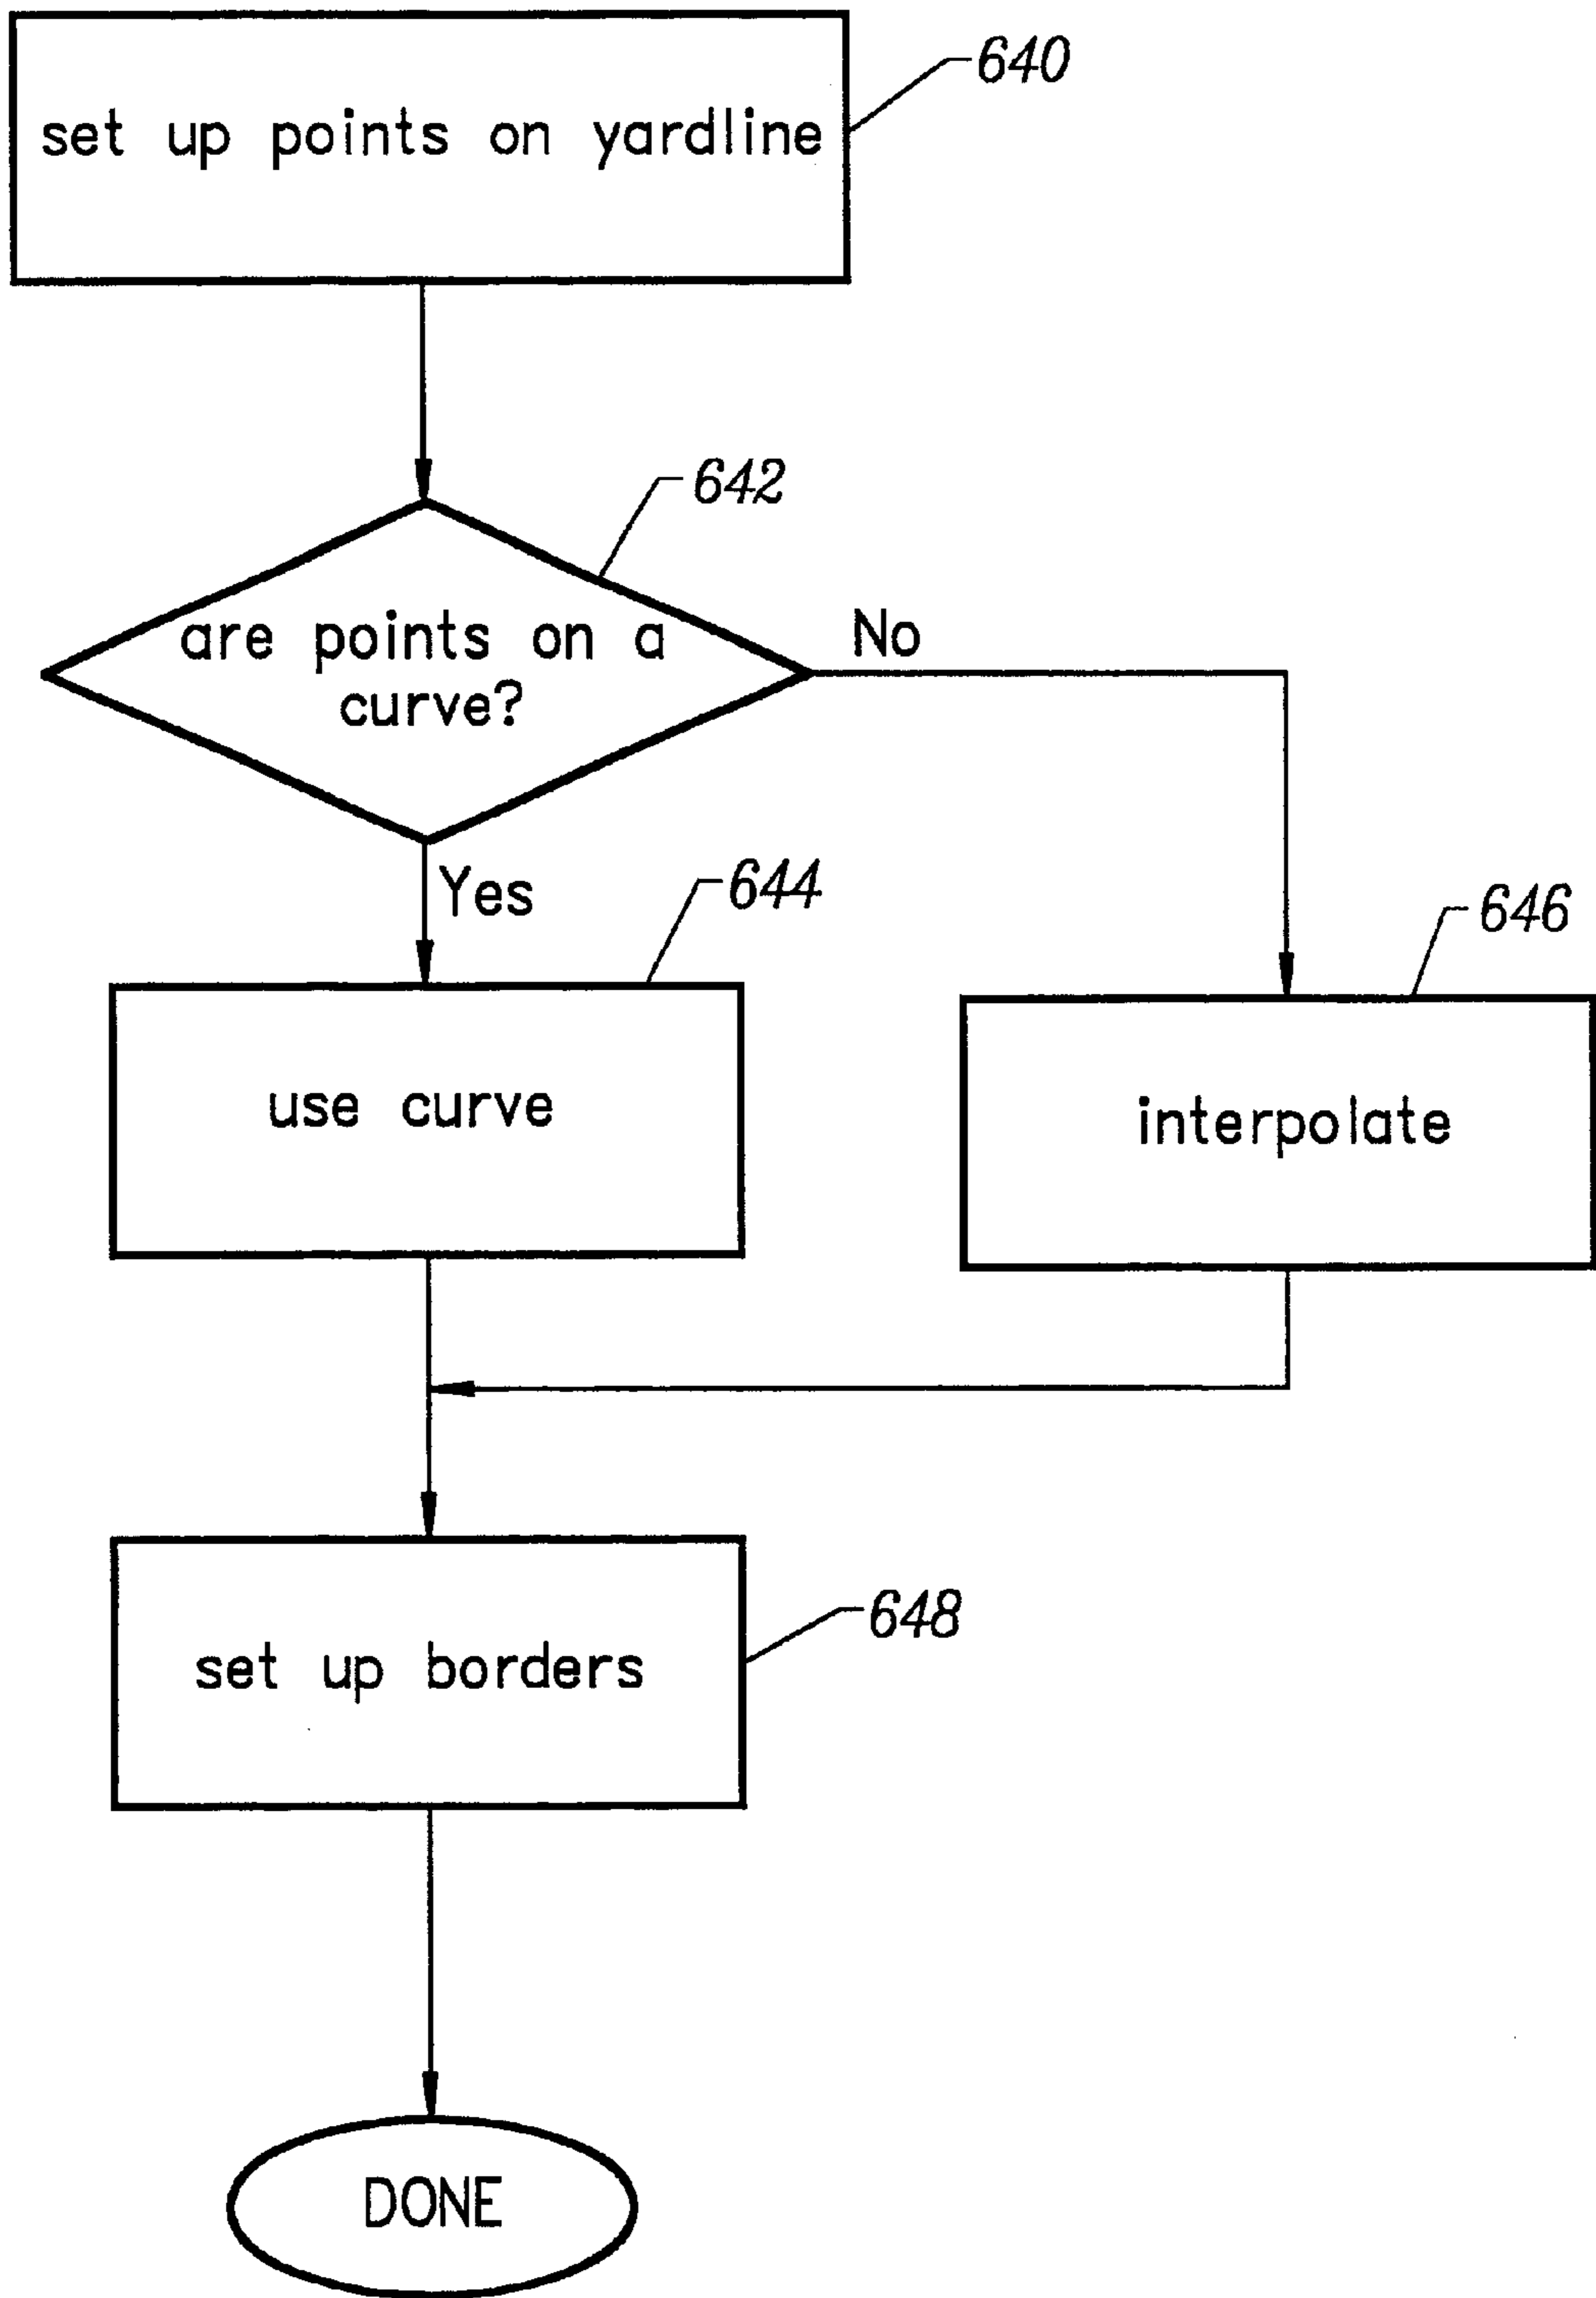 640
set up points on yardline
642
are points on a
curve?
No
Yes
644
646
use curve
interpolate
648
set up borders
DONE